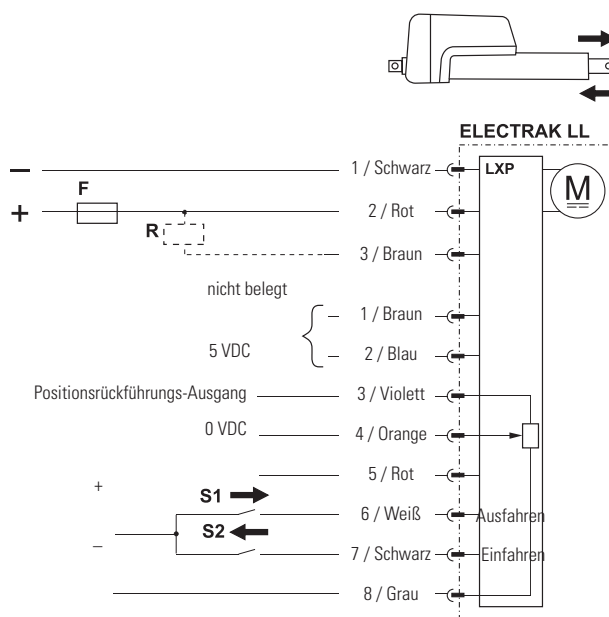 ELECTRAK LL
− 1 / Schwarz LXP
F M
+ 2 / Rot
R
3 / Braun
nicht belegt
1 / Braun
5 VDC 2 / Blau
Positionsrückführungs-Ausgang 3 / Violett
0 VDC 4 / Orange
5 / Rot
+
S1
6 / Weiß Ausfahren
S2
− 7 / Schwarz Einfahren
8 / Grau